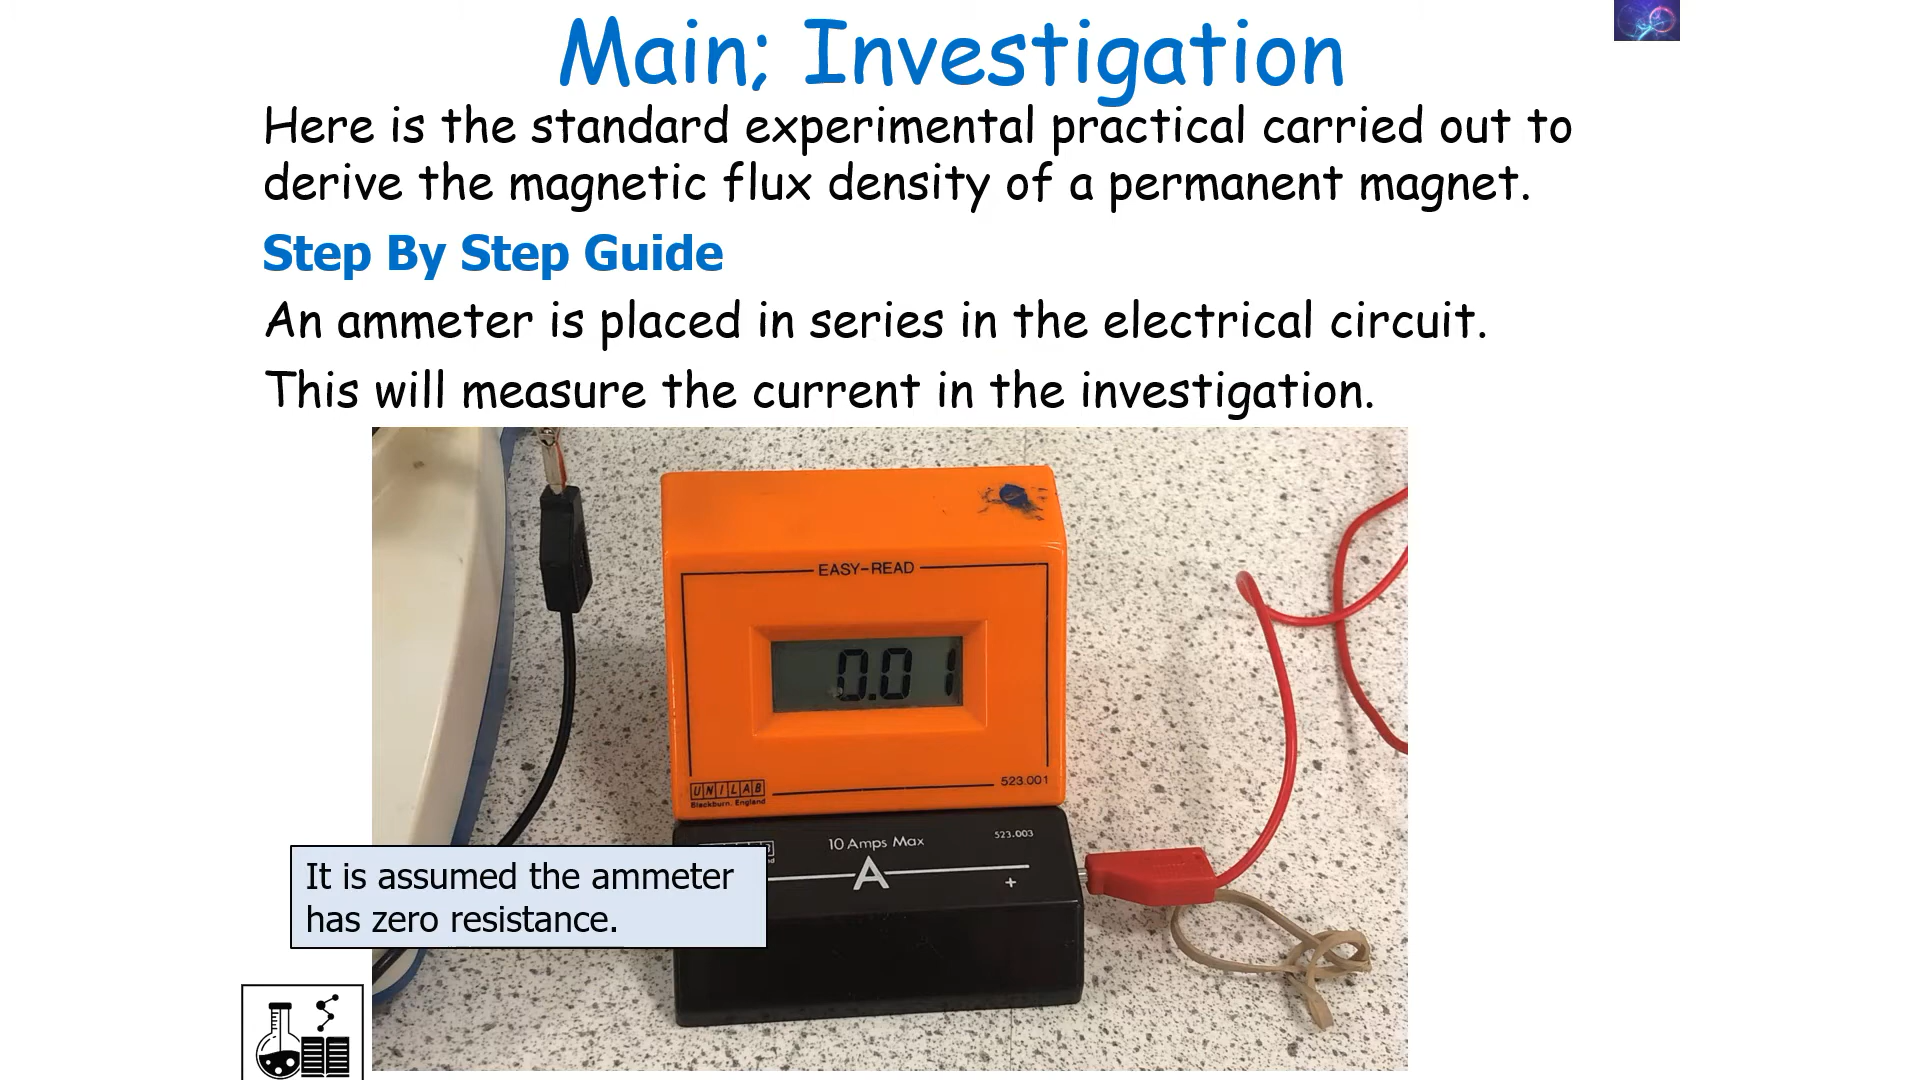 Main; Investigation
Here is the standard experimental practical carried out to
derive the magnetic flux density of a permanent magnet.
Step By Step Guide
An ammeter is placed in series in the electrical circuit.
This will measure the current in the investigation.
EASY-READ
0.01
UNILAB
Blackburn, England
523.001
10 Amps Max
523.003
A
+
It is assumed the ammeter
has zero resistance.